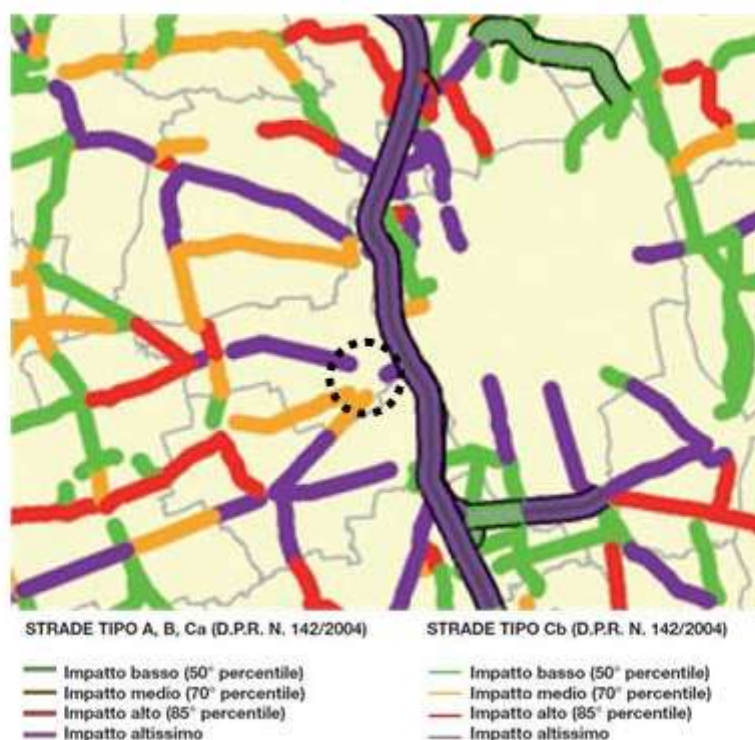 STRADE TIPO A, B, Ca (D.P.R. N. 142/2004)
Impatto basso (50° percentile)
Impatto medio (70° percentile)
Impatto alto (85° percentile)
Impatto altissimo
STRADE TIPO Cb (D.P.R. N. 142/2004)
Impatto basso (50° percentile)
Impatto medio (70° percentile)
Impatto alto (85° percentile)
Impatto altissimo